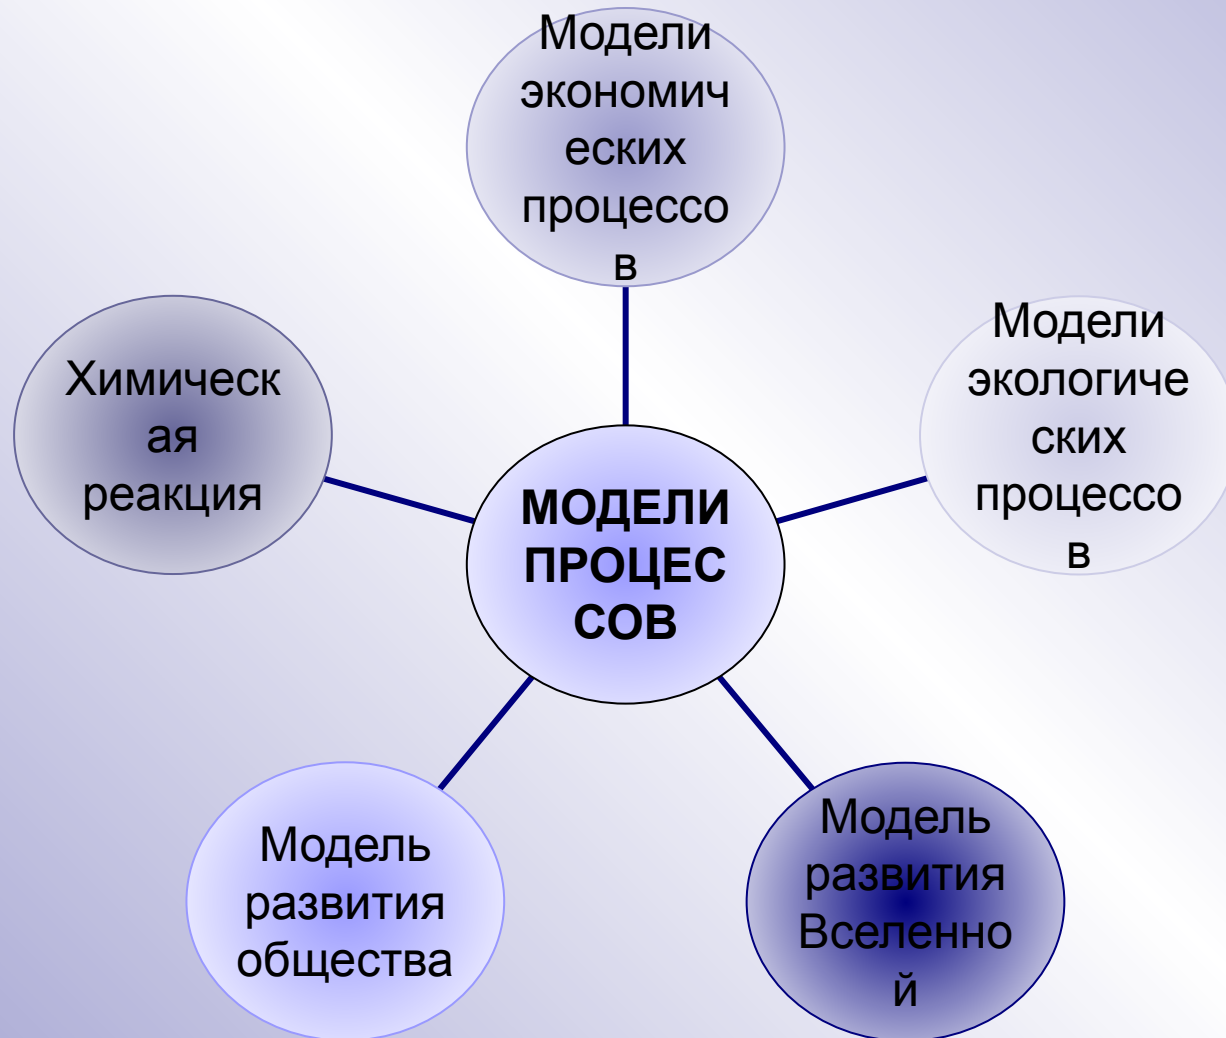 Модели
экономич
еских
процессо
в
Модели
экологиче
ских
процессо
в
Химическ
ая
реакция
МОДЕЛИ
ПРОЦЕС
СОВ
Модель
развития
общества
Модель
развития
Вселенно
й